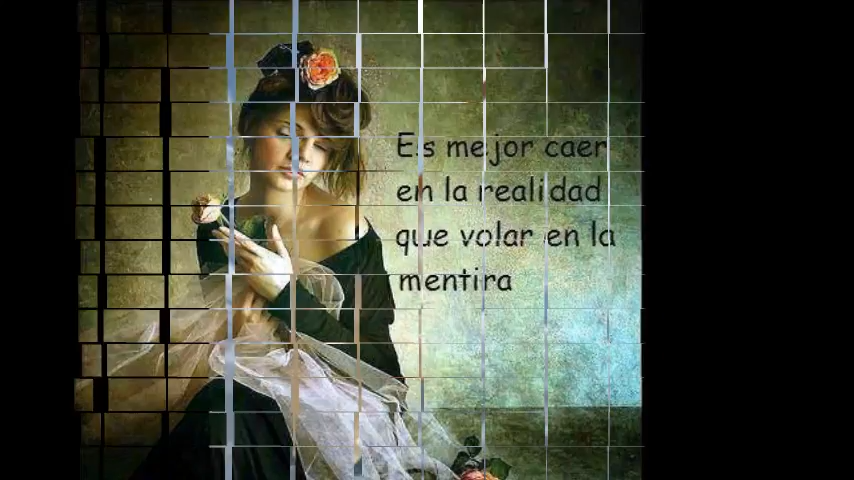 Es mejor caer
en la realidad
que volar en la
mentira